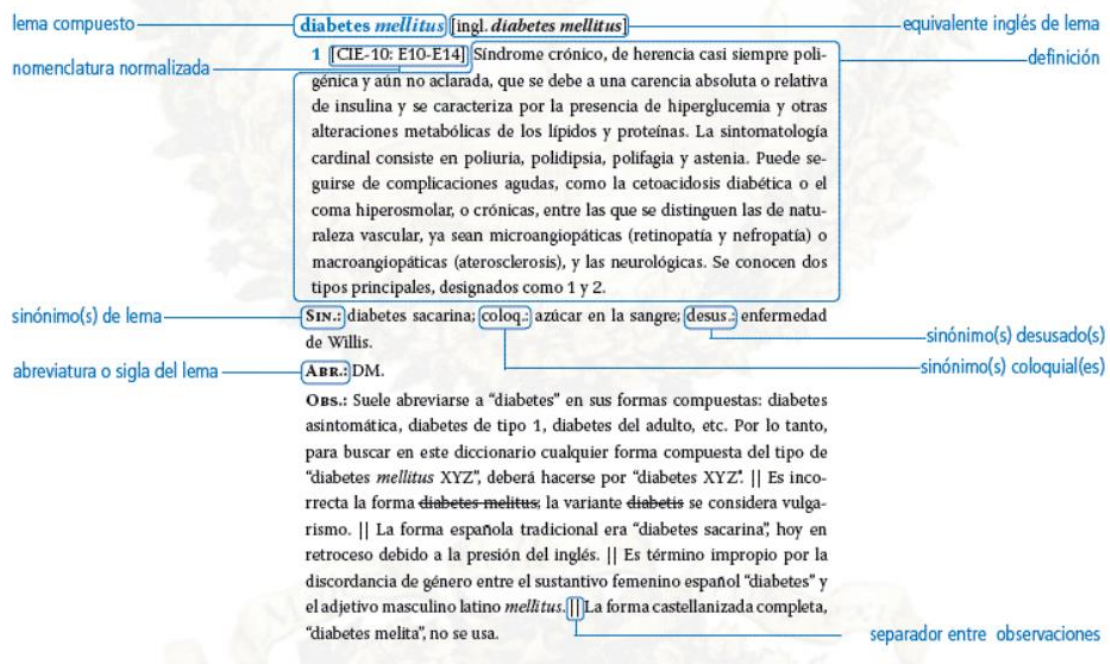 lema compuesto
diabetes mellitus [ingl. diabetes mellitus]
equivalente inglés de lema
nomenclatura normalizada
definición
1 [CIE-10: E10-E14] Síndrome crónico, de herencia casi siempre poli-
génica y aún no aclarada, que se debe a una carencia absoluta o relativa
de insulina y se caracteriza por la presencia de hiperglucemia y otras
alteraciones metabólicas de los lípidos y proteínas. La sintomatología
cardinal consiste en poliuria, polidipsia, polifagia y astenia. Puede se-
guirse de complicaciones agudas, como la cetoacidosis diabética o el
coma hiperosmolar, o crónicas, entre las que se distinguen las de natu-
raleza vascular, ya sean microangiopáticas (retinopatía y nefropatía) o
macroangiopáticas (aterosclerosis), y las neurológicas. Se conocen dos
tipos principales, designados como 1 y 2.
sinónimo(s) de lema
SIN.: diabetes sacarina; coloq.: azúcar en la sangre; desus.: enfermedad
de Willis.
sinónimo(s) desusado(s)
sinónimo(s) coloquial(es)
abreviatura o sigla del lema
ABR.: DM.
OBS.: Suele abreviarse a “diabetes” en sus formas compuestas: diabetes
asintomática, diabetes de tipo 1, diabetes del adulto, etc. Por lo tanto,
para buscar en este diccionario cualquier forma compuesta del tipo de
“diabetes mellitus XYZ”, deberá hacerse por “diabetes XYZ”. || Es inco-
rrecta la forma diabetes melitus; la variante diabetis se considera vulga-
rismo. || La forma española tradicional era “diabetes sacarina”, hoy en
retroceso debido a la presión del inglés. || Es término impropio por la
discordancia de género entre el sustantivo femenino español “diabetes” y
el adjetivo masculino latino mellitus. || La forma castellanizada completa,
“diabetes melita”, no se usa.
separador entre observaciones